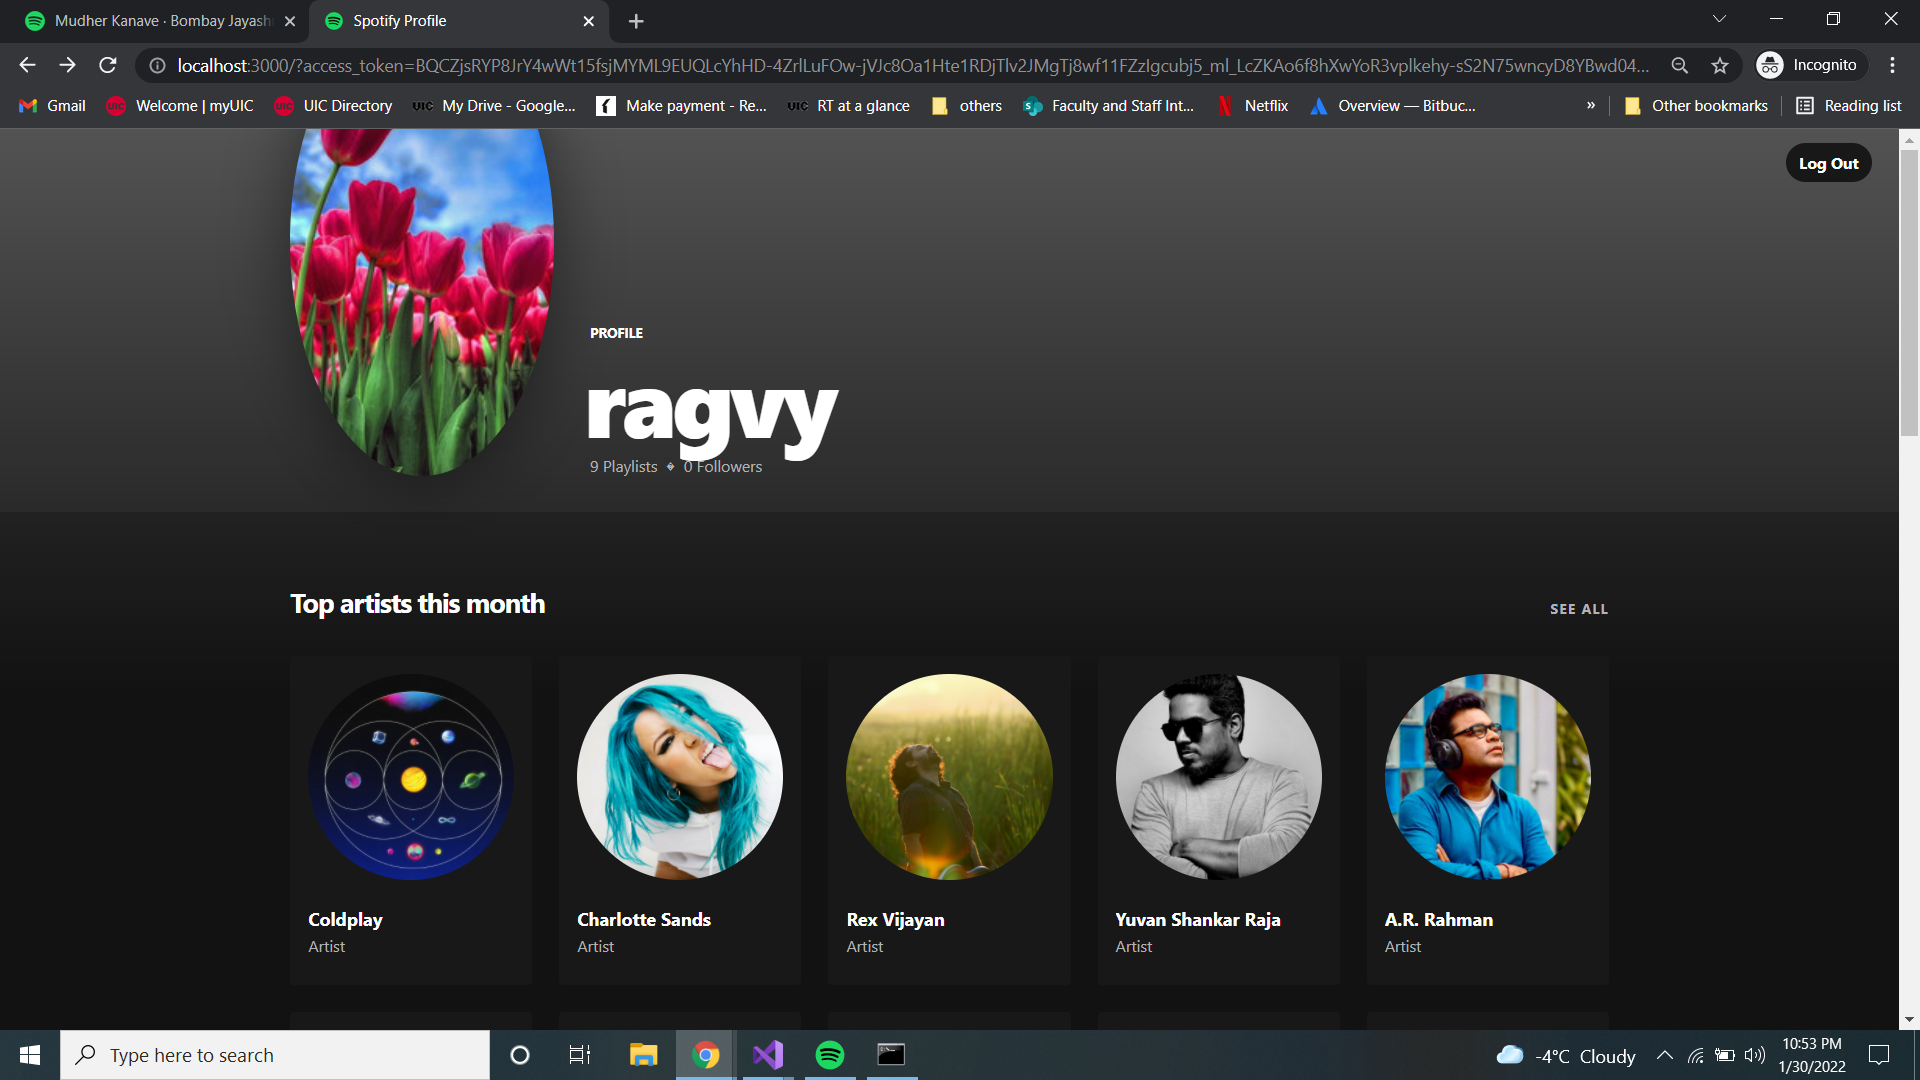 Mudher Kanave · Bombay Jayash
Spotify Profile
localhost:3000/?access_token=BQCZjsRYP8JrY4wWt15fsjMYML9EUQLcYhHD-4ZrlLuFOw-jVJc8Oa1Hte1RDjTlv2JMgTj8wf11FZzIgcubj5_ml_LcZKAo6f8hXwYoR3vplkehy-sS2N75wncyD8YBwd04...
Incognito
Gmail
Welcome | myUIC
UIC Directory
My Drive - Google...
Make payment - Re...
RT at a glance
others
Faculty and Staff Int...
Netflix
Overview — Bitbuc...
»
Other bookmarks
Reading list
Log Out
PROFILE
ragvy
9 Playlists � 0 Followers
Top artists this month
SEE ALL
Coldplay
Artist
Charlotte Sands
Artist
Rex Vijayan
Artist
Yuvan Shankar Raja
Artist
A.R. Rahman
Artist
Type here to search
-4°C Cloudy
10:53 PM
1/30/2022